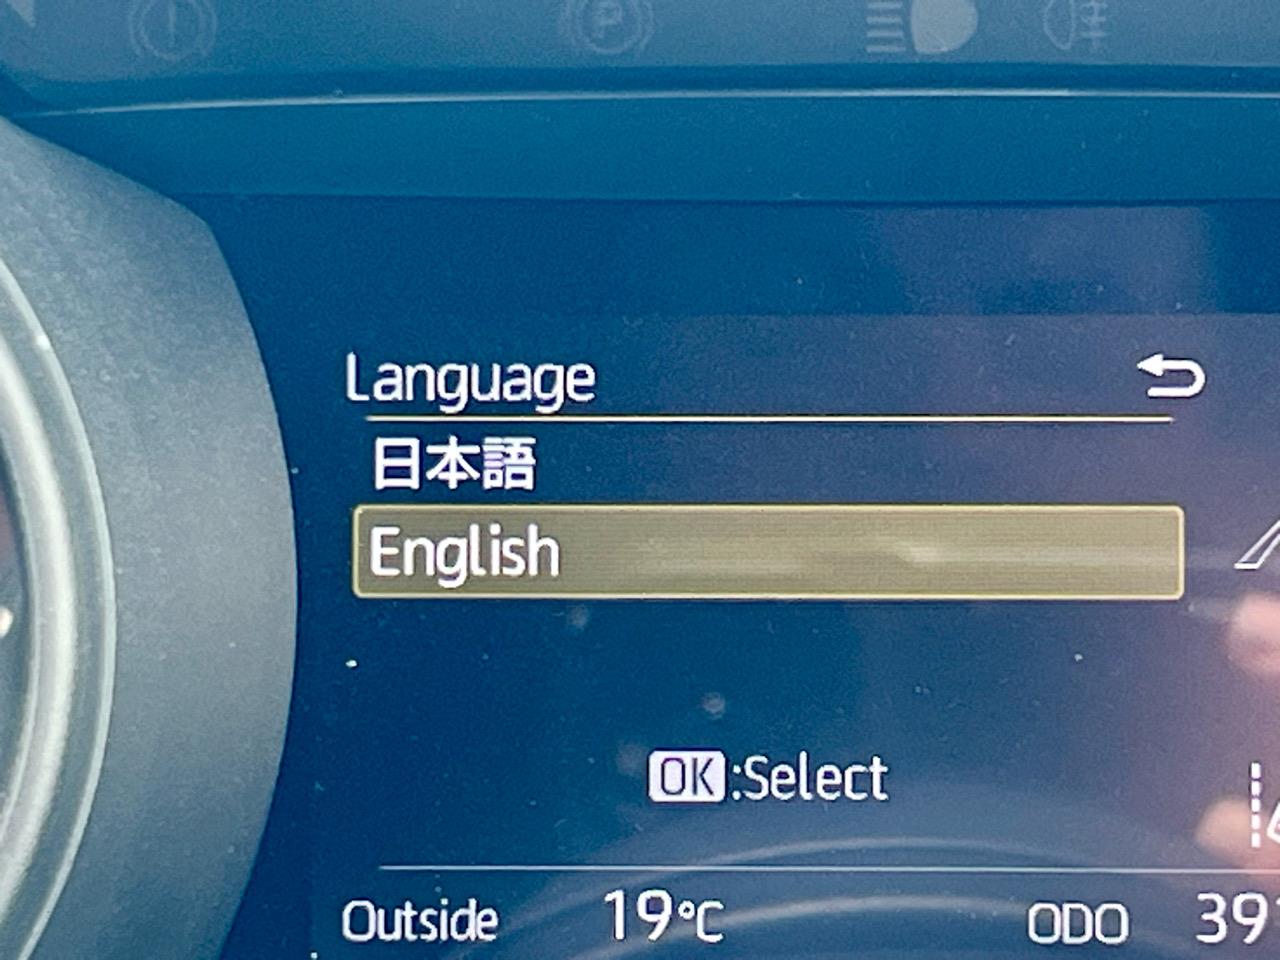 Language
日本語
English
OK:Select
Outside 19°C ODO